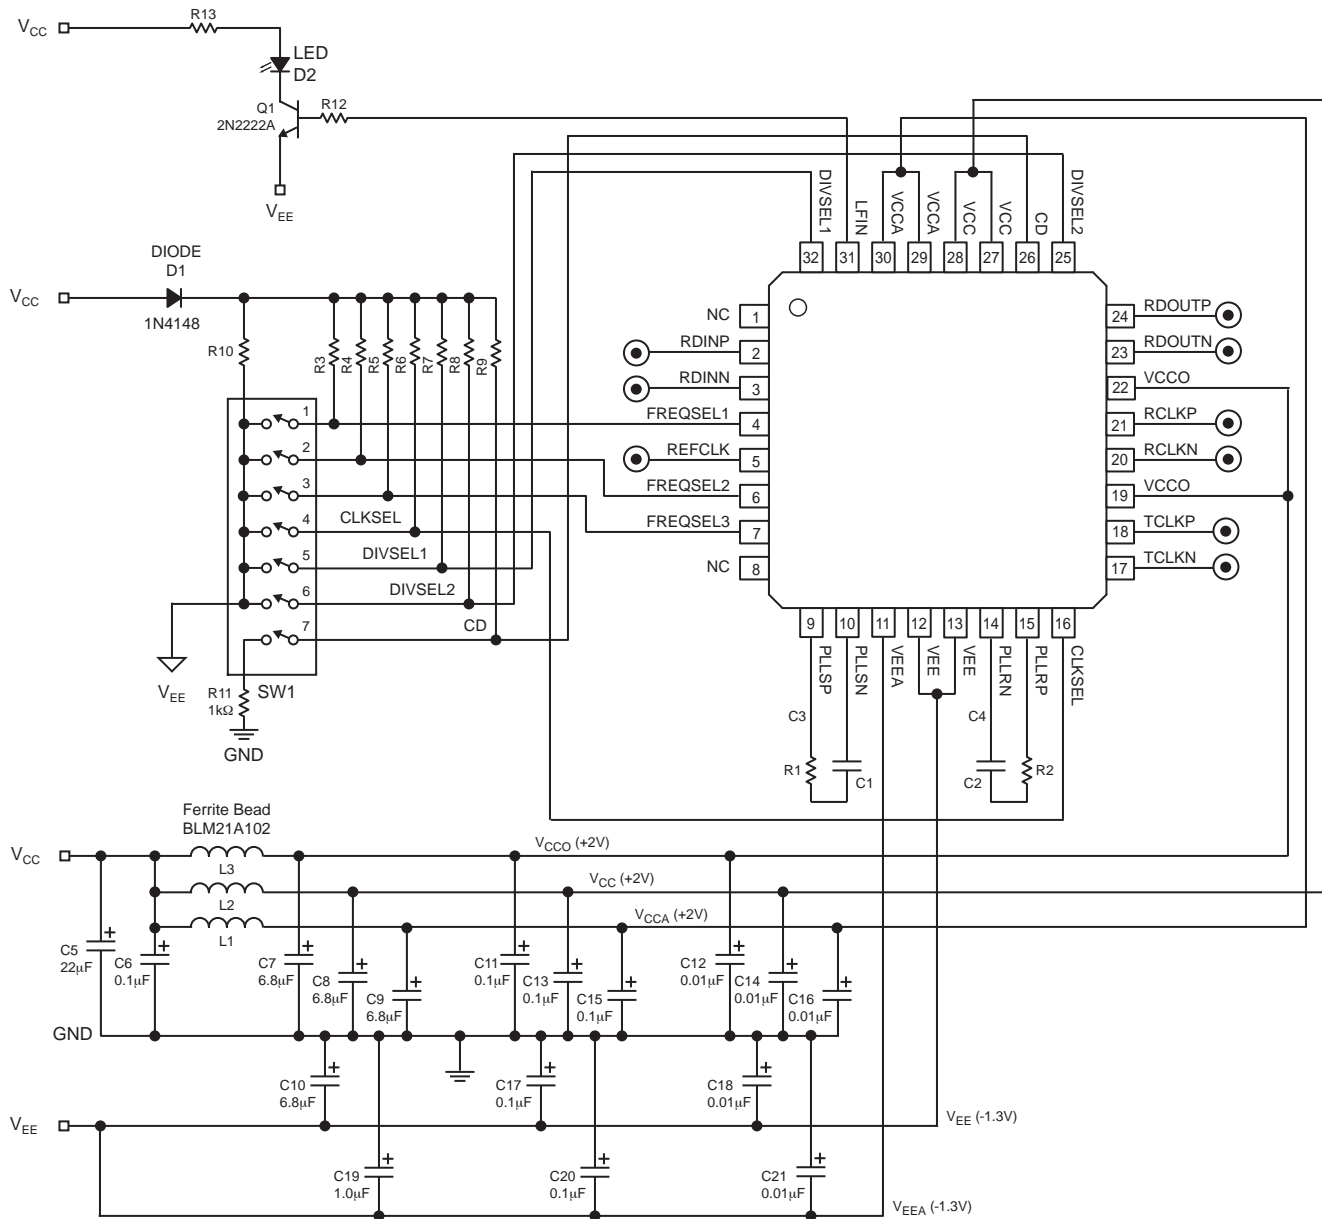 VCC
R13
LED
D2
Q1
2N2222A
R12
VEE
DIODE
D1
VCC
1N4148
R10
R3
R4
R5
R6
R7
R8
R9
1
2
3
4
5
6
7
CLKSEL
DIVSEL1
DIVSEL2
CD
SW1
VEE
R11
1kΩ
GND
DIVSEL1
LFIN
VCCA
VCCA
VCC
VCC
CD
DIVSEL2
32
31
30
29
28
27
26
25
NC
1
RDINP
2
RDINN
3
FREQSEL1
4
REFCLK
5
FREQSEL2
6
FREQSEL3
7
NC
8
24
RDOUTP
23
RDOUTN
22
VCCO
21
RCLKP
20
RCLKN
19
VCCO
18
TCLKP
17
TCLKN
9
10
11
12
13
14
15
16
PLLSP
PLLSN
VEEA
VEE
VEE
PLLRN
PLLRP
CLKSEL
C3
C4
R1
C1
C2
R2
Ferrite Bead
BLM21A102
VCC
L3
L2
L1
VCCO (+2V)
VCC (+2V)
VCCA (+2V)
C5
22µF
C6
0.1µF
C7
6.8µF
C8
6.8µF
C9
6.8µF
C11
0.1µF
C13
0.1µF
C15
0.1µF
C12
0.01µF
C14
0.01µF
C16
0.01µF
GND
C10
6.8µF
C17
0.1µF
C18
0.01µF
VEE
VEE (-1.3V)
C19
1.0µF
C20
0.1µF
C21
0.01µF
VEEA (-1.3V)